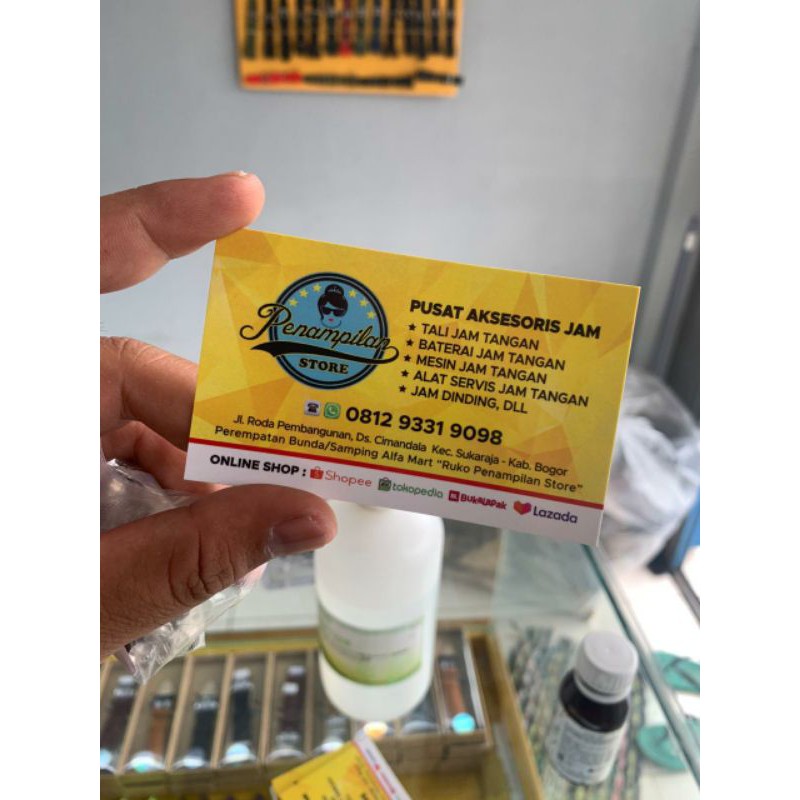 Penampilan
STORE
PUSAT AKSESORIS JAM
★ TALI JAM TANGAN
★ BATERAI JAM TANGAN
★ MESIN JAM TANGAN
★ ALAT SERVIS JAM TANGAN
★ JAM DINDING, DLL
0812 9331 9098
Jl. Roda Pembangunan, Ds. Cimandala Kec. Sukaraja - Kab. Bogor
Perempatan Bunda/Samping Alfa Mart "Ruko Penampilan Store"
ONLINE SHOP : Shopee tokopedia BukaLapak Lazada